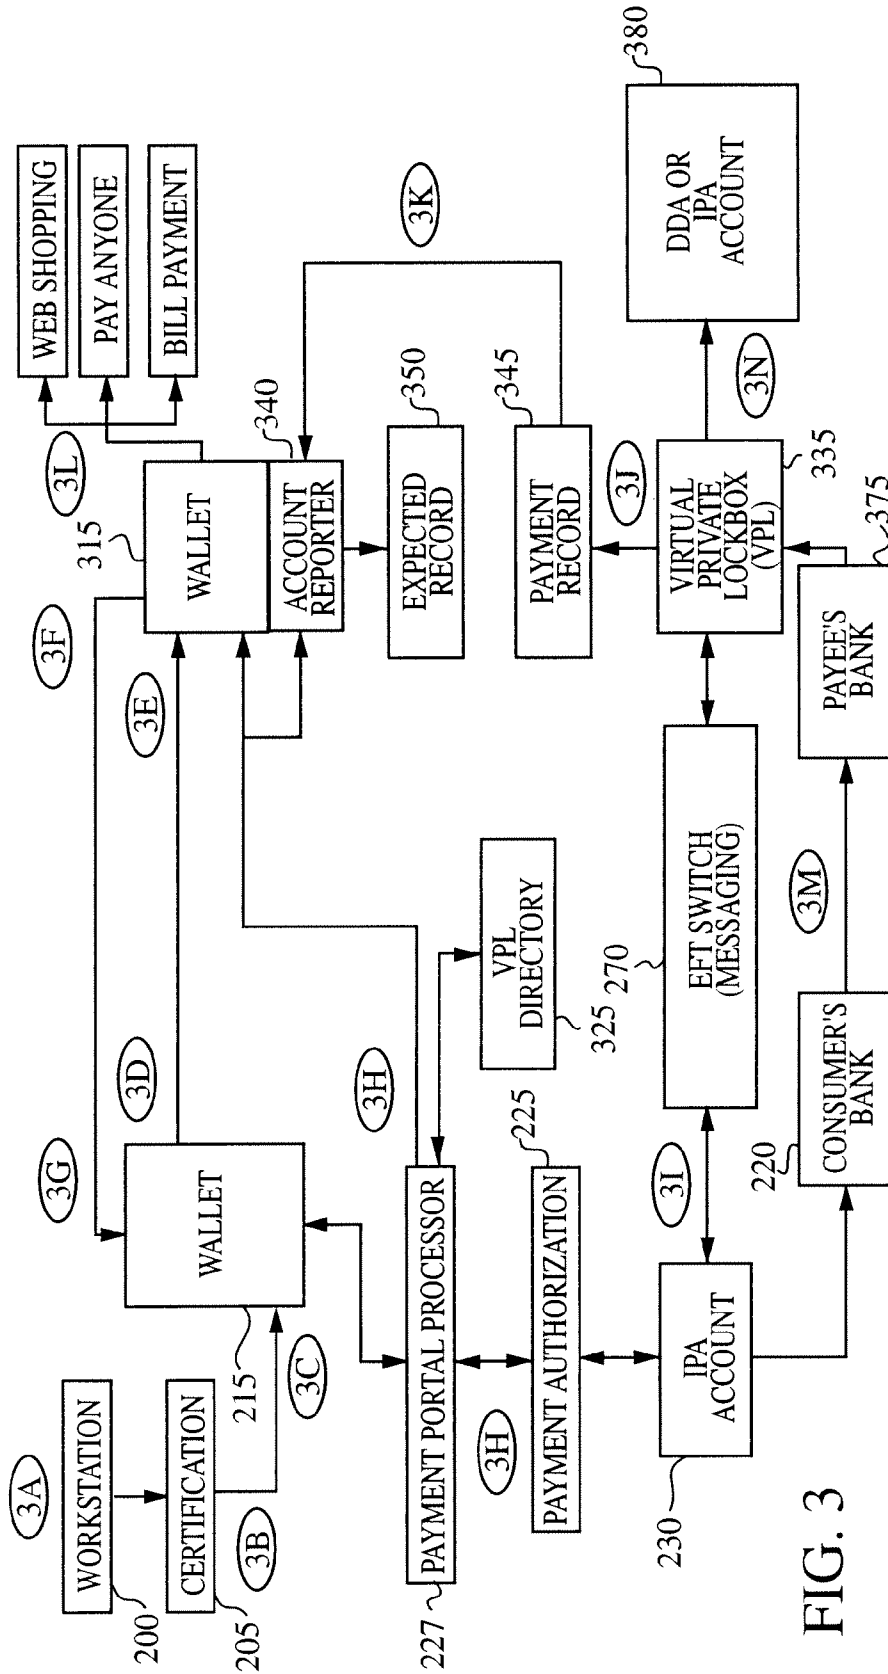 3A
WORKSTATION
200
CERTIFICATION
205
3B
3C
215
WALLET
3G
3D
3F
3E
315
WALLET
3L
WEB SHOPPING
PAY ANYONE
BILL PAYMENT
340
ACCOUNT
REPORTER
EXPECTED
RECORD
350
3K
PAYMENT
RECORD
345
3H
VPL
DIRECTORY
325
PAYMENT PORTAL PROCESSOR
227
3H
PAYMENT AUTHORIZATION
225
IPA
ACCOUNT
230
3I
EFT SWITCH
(MESSAGING)
270
3J
VIRTUAL
PRIVATE
LOCKBOX
(VPL)
335
3N
DDA OR
IPA
ACCOUNT
380
220
CONSUMER'S
BANK
3M
PAYEE'S
BANK
375
FIG. 3